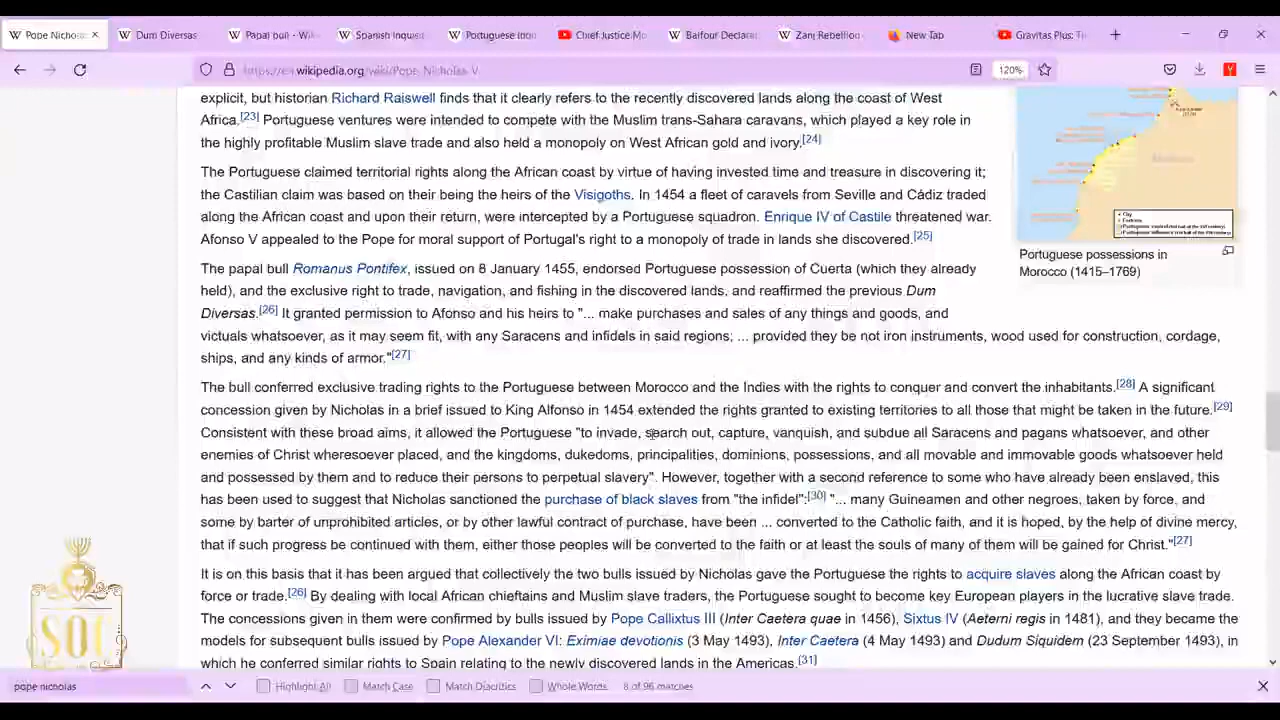 Pope Nichola
Dum Diversas
Papal bull - Wiki
Spanish Inquisi
Portuguese Inqu
Chief Justice Mo
Balfour Declara
Zanj Rebellion
New Tab
Gravitas Plus: T
https://en.wikipedia.org/wiki/Pope_Nicholas_V
120%
explicit, but historian Richard Raiswell finds that it clearly refers to the recently discovered lands along the coast of West
Africa.[23] Portuguese ventures were intended to compete with the Muslim trans-Sahara caravans, which played a key role in
the highly profitable Muslim slave trade and also held a monopoly on West African gold and ivory.[24]
The Portuguese claimed territorial rights along the African coast by virtue of having invested time and treasure in discovering it;
the Castilian claim was based on their being the heirs of the Visigoths. In 1454 a fleet of caravels from Seville and Cádiz traded
along the African coast and upon their return, were intercepted by a Portuguese squadron. Enrique IV of Castile threatened war.
Afonso V appealed to the Pope for moral support of Portugal's right to a monopoly of trade in lands she discovered.[25]
Portuguese possessions in
Morocco (1415–1769)
The papal bull Romanus Pontifex, issued on 8 January 1455, endorsed Portuguese possession of Cuerta (which they already
held), and the exclusive right to trade, navigation, and fishing in the discovered lands, and reaffirmed the previous Dum
Diversas.[26] It granted permission to Afonso and his heirs to "... make purchases and sales of any things and goods, and
victuals whatsoever, as it may seem fit, with any Saracens and infidels in said regions; ... provided they be not iron instruments, wood used for construction, cordage,
ships, and any kinds of armor."[27]
The bull conferred exclusive trading rights to the Portuguese between Morocco and the Indies with the rights to conquer and convert the inhabitants.[28] A significant
concession given by Nicholas in a brief issued to King Alfonso in 1454 extended the rights granted to existing territories to all those that might be taken in the future.[29]
Consistent with these broad aims, it allowed the Portuguese "to invade, search out, capture, vanquish, and subdue all Saracens and pagans whatsoever, and other
enemies of Christ wheresoever placed, and the kingdoms, dukedoms, principalities, dominions, possessions, and all movable and immovable goods whatsoever held
and possessed by them and to reduce their persons to perpetual slavery". However, together with a second reference to some who have already been enslaved, this
has been used to suggest that Nicholas sanctioned the purchase of black slaves from "the infidel":[30] "... many Guineamen and other negroes, taken by force, and
some by barter of unprohibited articles, or by other lawful contract of purchase, have been ... converted to the Catholic faith, and it is hoped, by the help of divine mercy,
that if such progress be continued with them, either those peoples will be converted to the faith or at least the souls of many of them will be gained for Christ."[27]
It is on this basis that it has been argued that collectively the two bulls issued by Nicholas gave the Portuguese the rights to acquire slaves along the African coast by
force or trade.[26] By dealing with local African chieftains and Muslim slave traders, the Portuguese sought to become key European players in the lucrative slave trade.
The concessions given in them were confirmed by bulls issued by Pope Callixtus III (Inter Caetera quae in 1456), Sixtus IV (Aeterni regis in 1481), and they became the
models for subsequent bulls issued by Pope Alexander VI: Eximiae devotionis (3 May 1493), Inter Caetera (4 May 1493) and Dudum Siquidem (23 September 1493), in
which he conferred similar rights to Spain relating to the newly discovered lands in the Americas.[31]
SOC
pope nicholas
Highlight All
Match Case
Match Diacritics
Whole Words
8 of 96 matches